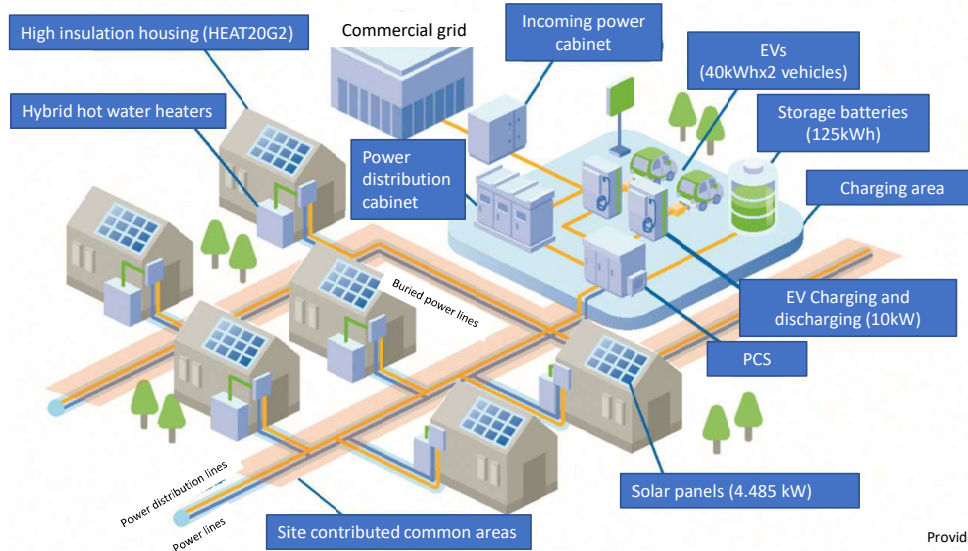 High insulation housing (HEAT20G2)
Commercial grid
Incoming power
cabinet
EVs
(40kWhx2 vehicles)
Hybrid hot water heaters
Storage batteries
(125kWh)
Power
distribution
cabinet
Charging area
Buried power lines
EV Charging and
discharging (10kW)
PCS
Solar panels (4.485 kW)
Power distribution lines
Power lines
Site contributed common areas
Provid